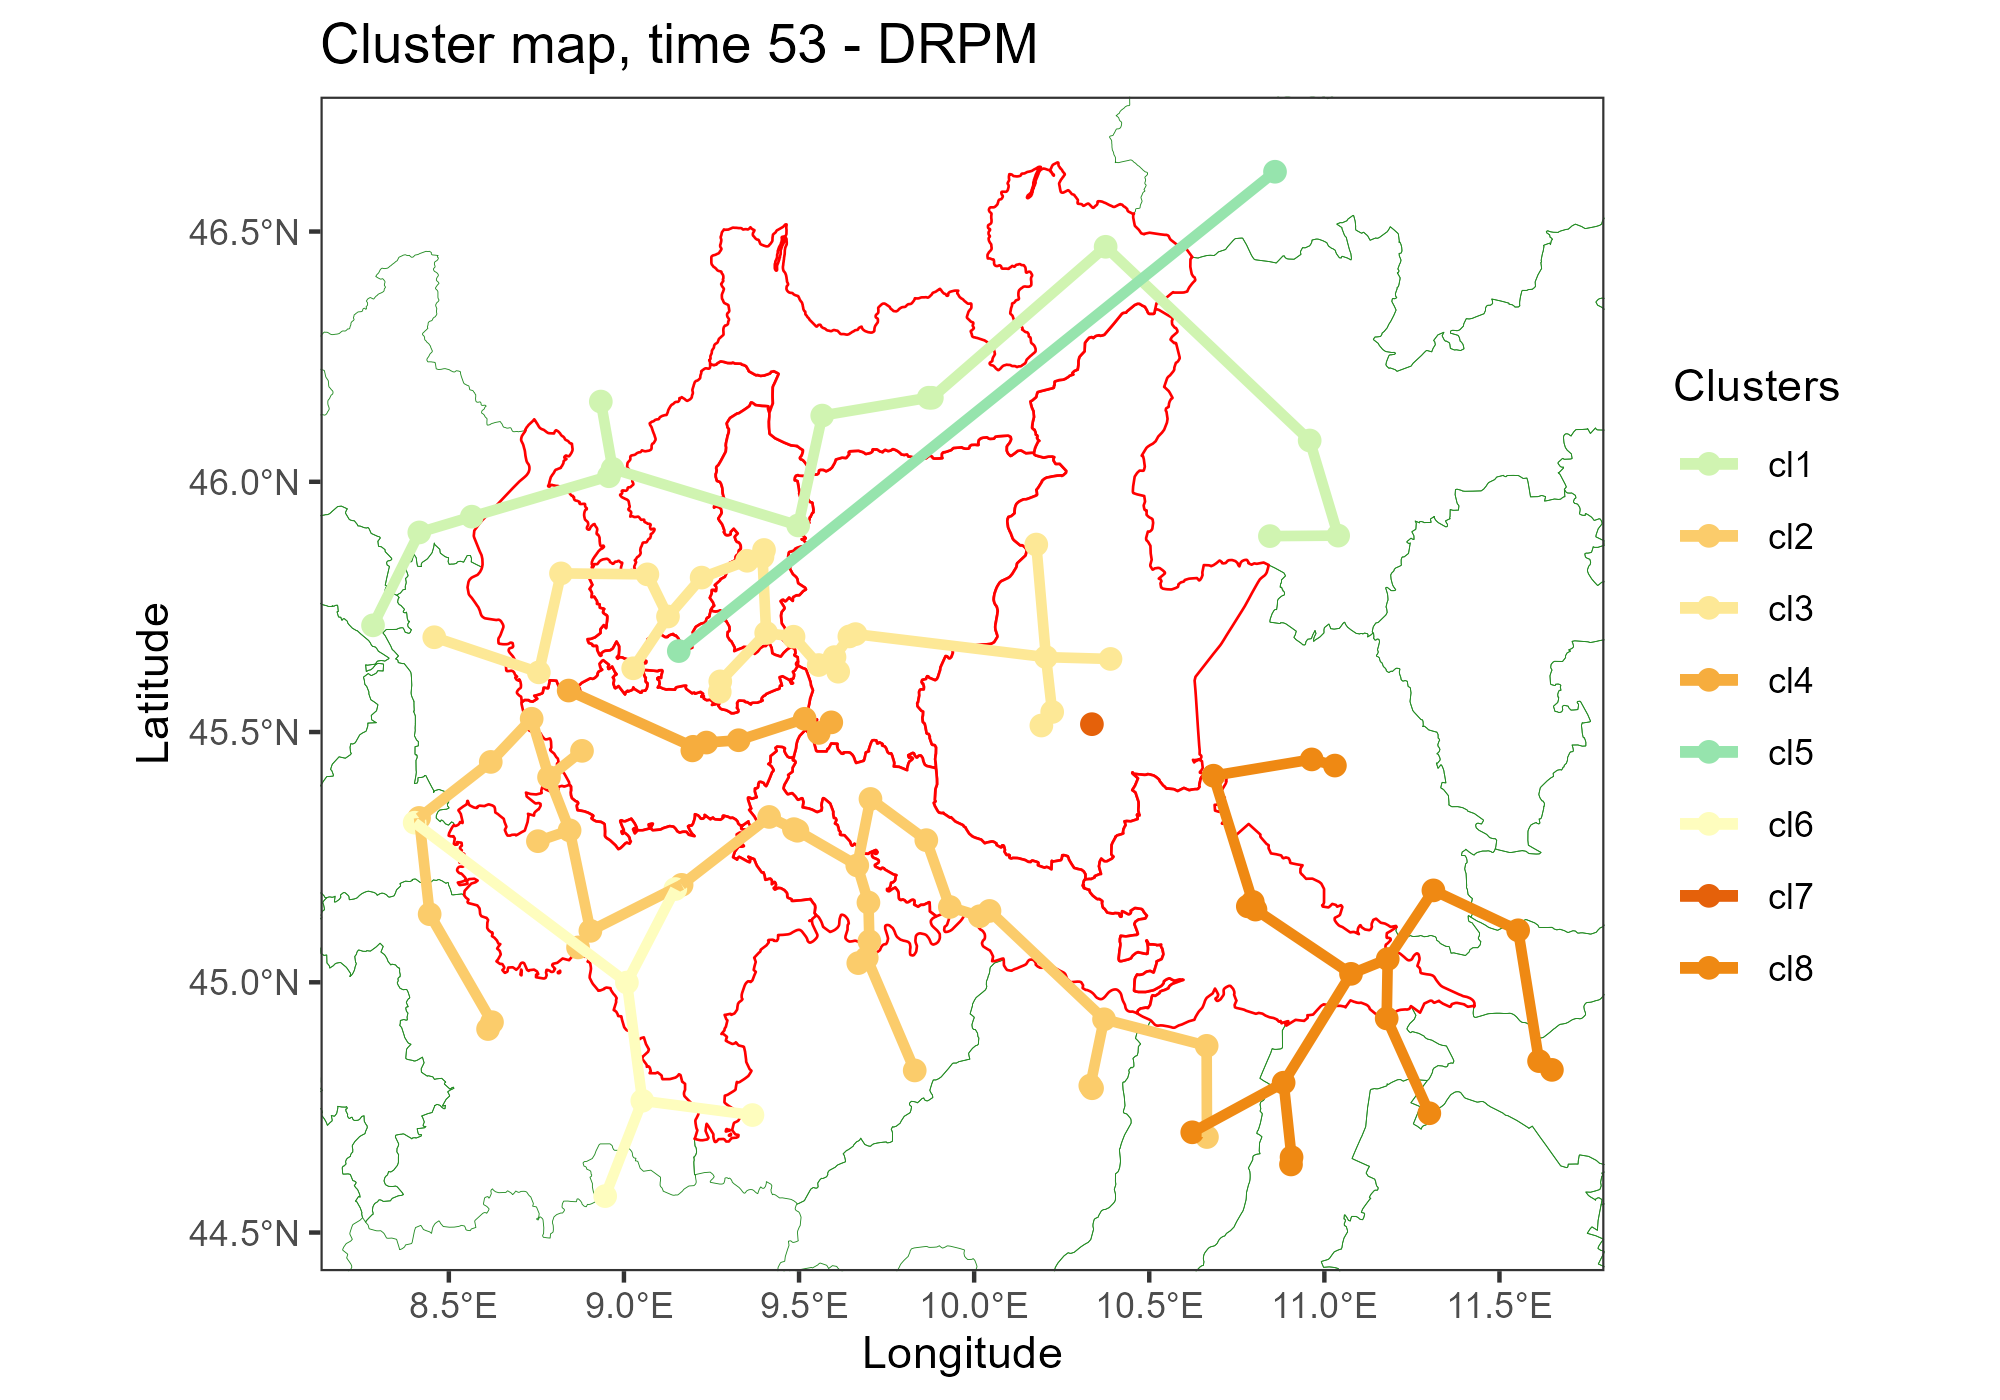 Cluster map, time 53 - DRPM
46.5°N
46.0°N
45.5°N
45.0°N
44.5°N
Latitude
8.5°E
9.0°E
9.5°E
10.0°E
10.5°E
11.0°E
11.5°E
Longitude
Clusters
cl1
cl2
cl3
cl4
cl5
cl6
cl7
cl8